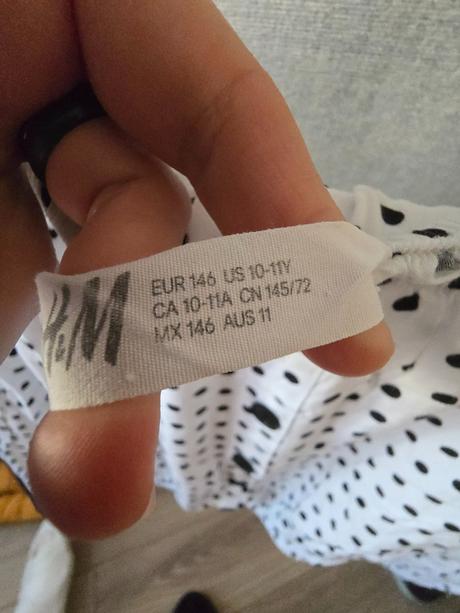 H&M
EUR 146 US 10-11Y
CA 10-11A CN 145/72
MX 146 AUS 11